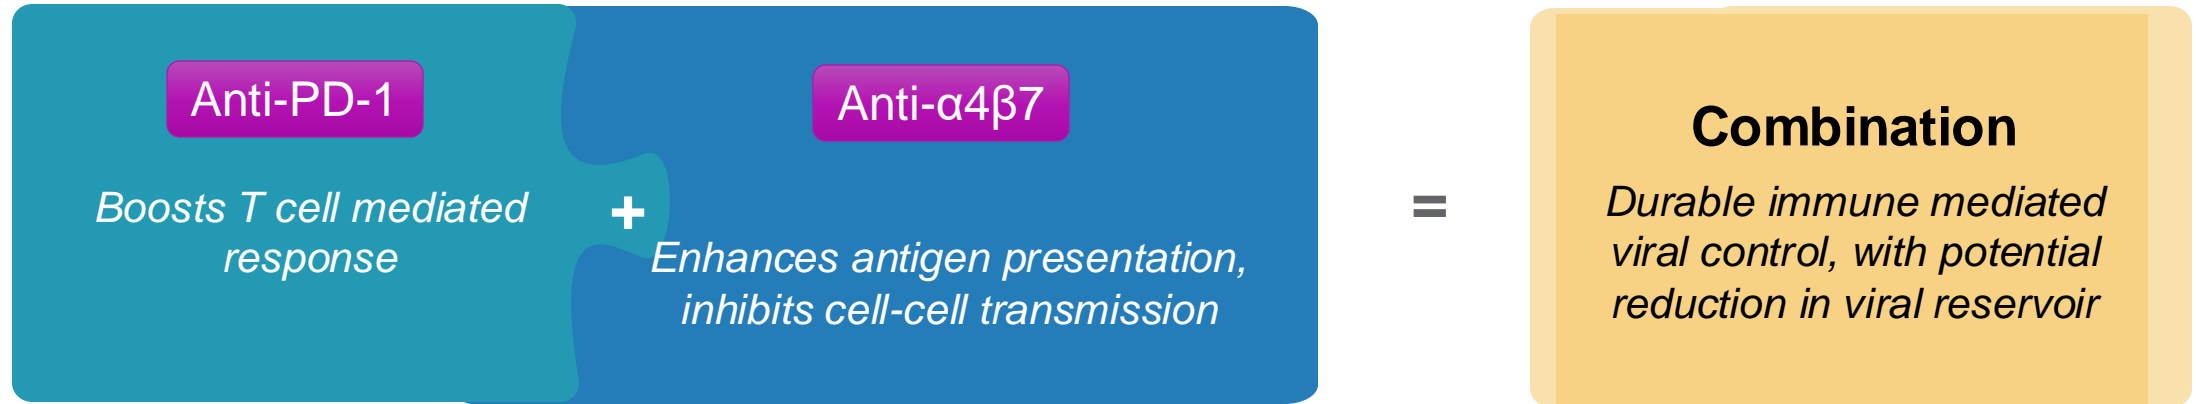 Anti-PD-1
Boosts T cell mediated
response
+
Anti-α4β7
Enhances antigen presentation,
inhibits cell-cell transmission
=
Combination
Durable immune mediated
viral control, with potential
reduction in viral reservoir